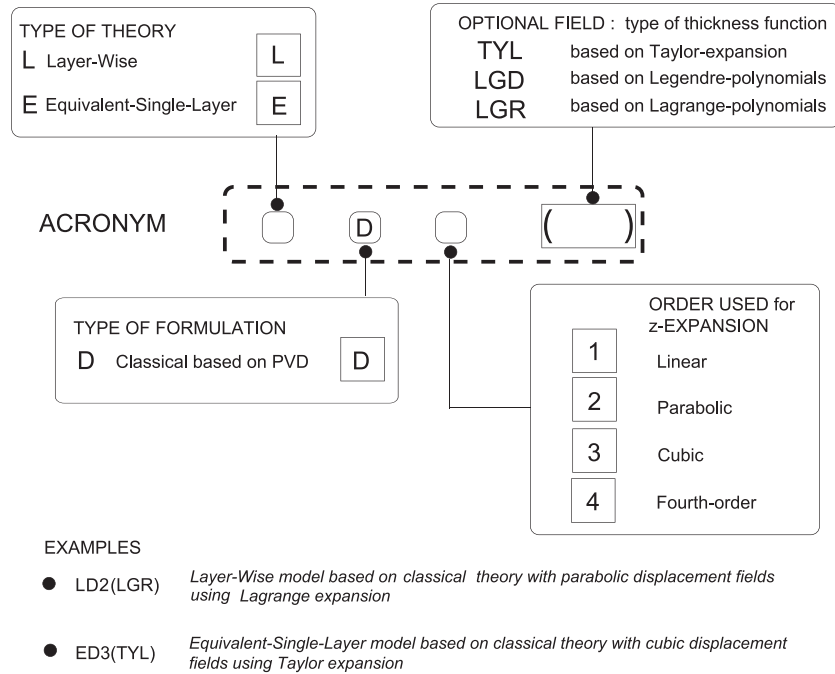 TYPE OF THEORY
L Layer-Wise L
E Equivalent-Single-Layer E
OPTIONAL FIELD : type of thickness function
TYL based on Taylor-expansion
LGD based on Legendre-polynomials
LGR based on Lagrange-polynomials
ACRONYM D ( )
TYPE OF FORMULATION
D Classical based on PVD D
ORDER USED for
z-EXPANSION
1 Linear
2 Parabolic
3 Cubic
4 Fourth-order
EXAMPLES
● LD2(LGR) Layer-Wise model based on classical theory with parabolic displacement fields
using Lagrange expansion
● ED3(TYL) Equivalent-Single-Layer model based on classical theory with cubic displacement
fields using Taylor expansion